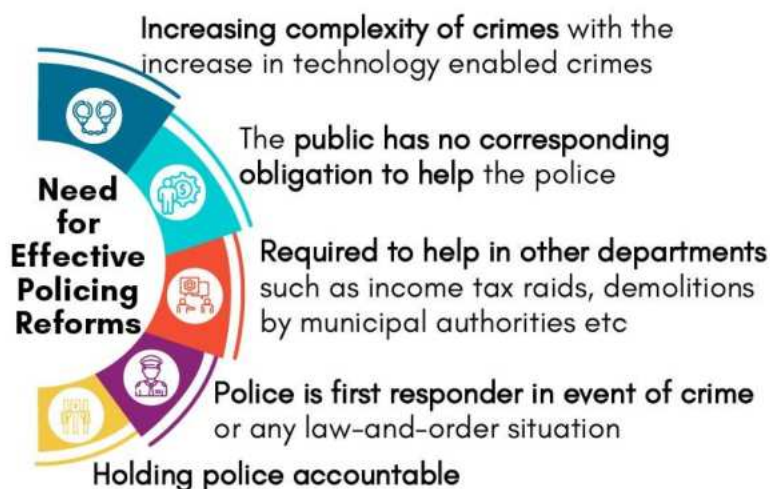 Increasing complexity of crimes with the
increase in technology enabled crimes
The public has no corresponding
obligation to help the police
Need
for
Effective
Policing
Reforms
Required to help in other departments
such as income tax raids, demolitions
by municipal authorities etc
Police is first responder in event of crime
or any law-and-order situation
Holding police accountable